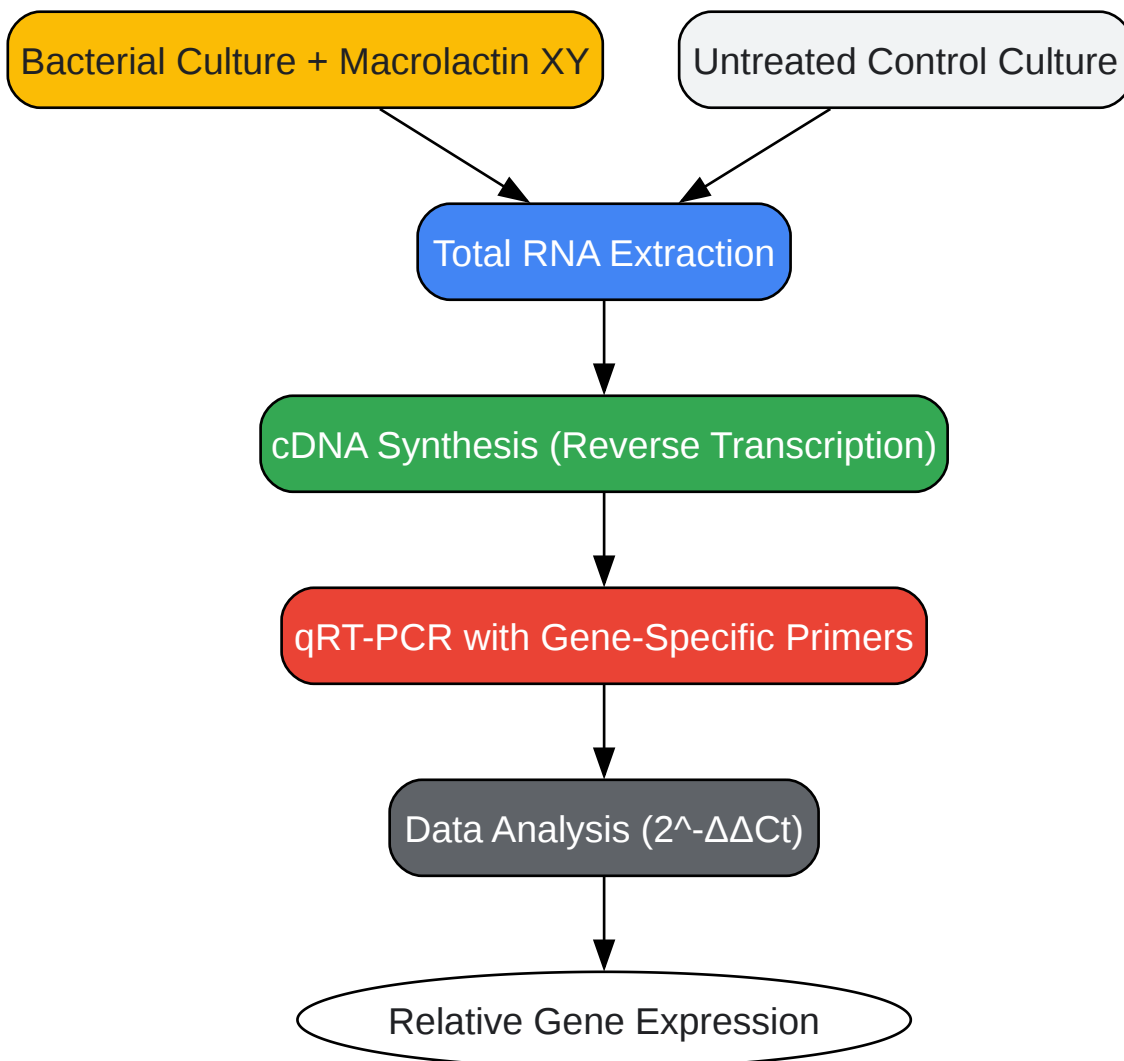 Bacterial Culture + Macrolactin XY
Untreated Control Culture
Total RNA Extraction
cDNA Synthesis (Reverse Transcription)
qRT-PCR with Gene-Specific Primers
Data Analysis (2^-ΔΔCt)
Relative Gene Expression